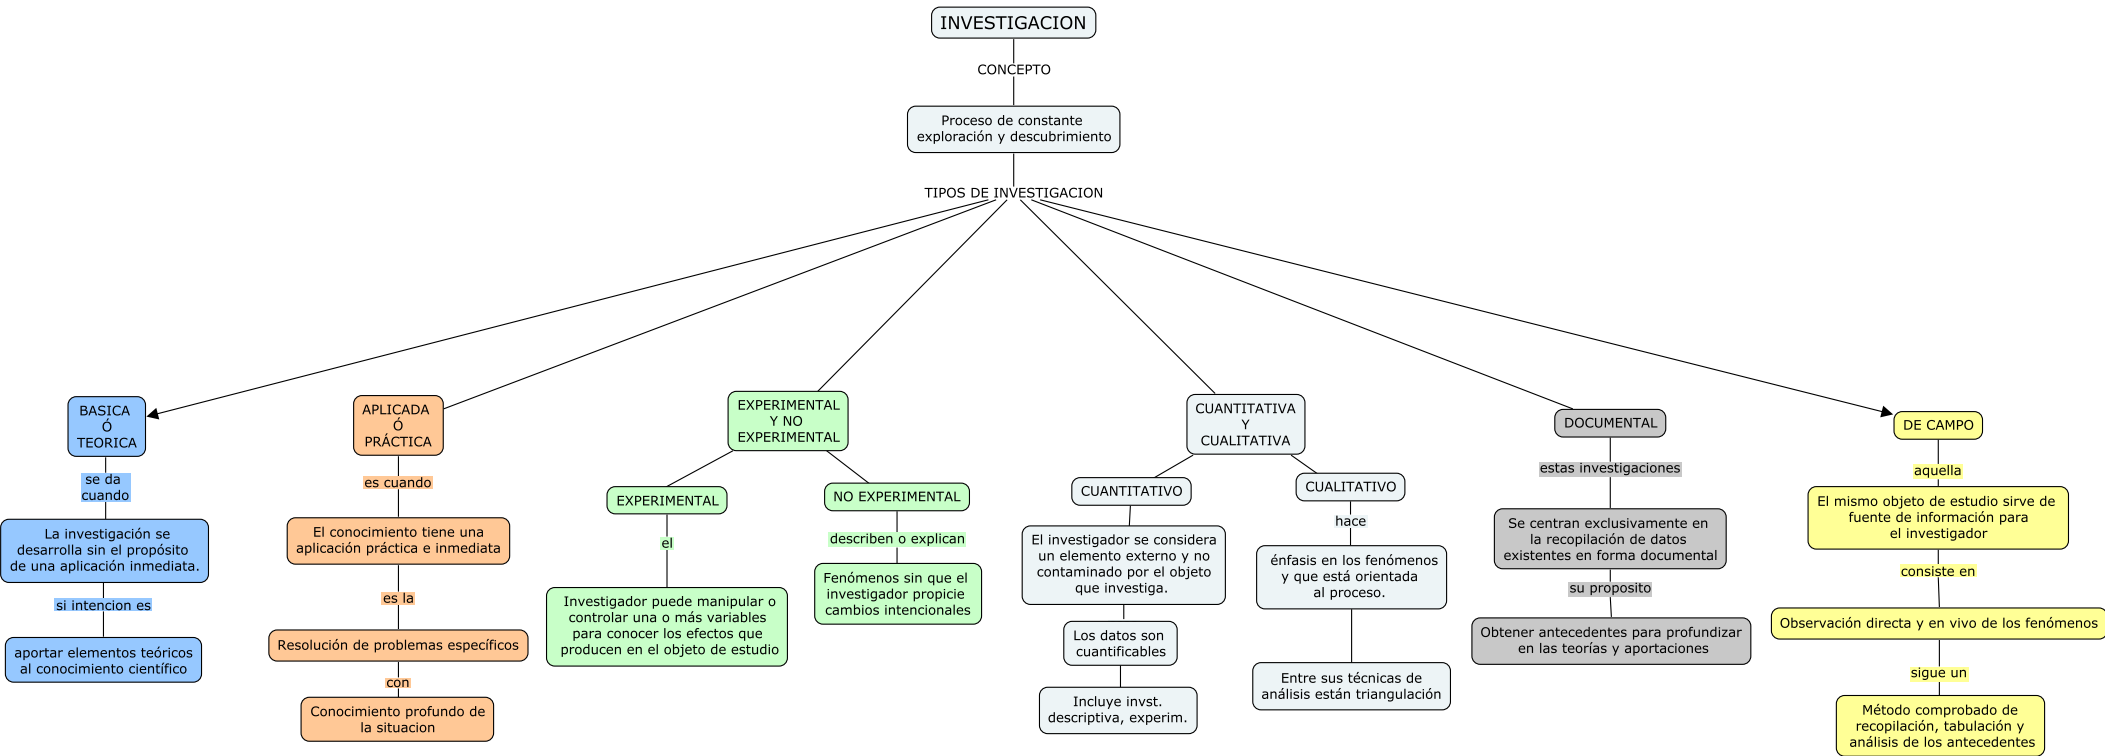 INVESTIGACION
CONCEPTO
Proceso de constante
exploración y descubrimiento
TIPOS DE INVESTIGACION
BASICA
Ó
TEORICA
se da
cuando
La investigación se
desarrolla sin el propósito
de una aplicación inmediata.
si intencion es
aportar elementos teóricos
al conocimiento científico
APLICADA
Ó
PRÁCTICA
es cuando
El conocimiento tiene una
aplicación práctica e inmediata
es la
Resolución de problemas específicos
con
Conocimiento profundo de
la situacion
EXPERIMENTAL
Y NO
EXPERIMENTAL
EXPERIMENTAL
el
Investigador puede manipular o
controlar una o más variables
para conocer los efectos que
producen en el objeto de estudio
NO EXPERIMENTAL
describen o explican
Fenómenos sin que el
investigador propicie
cambios intencionales
CUANTITATIVA
Y
CUALITATIVA
CUANTITATIVO
El investigador se considera
un elemento externo y no
contaminado por el objeto
que investiga.
Los datos son
cuantificables
Incluye invst.
descriptiva, experim.
CUALITATIVO
hace
énfasis en los fenómenos
y que está orientada
al proceso.
Entre sus técnicas de
análisis están triangulación
DOCUMENTAL
estas investigaciones
Se centran exclusivamente en
la recopilación de datos
existentes en forma documental
su proposito
Obtener antecedentes para profundizar
en las teorías y aportaciones
DE CAMPO
aquella
El mismo objeto de estudio sirve de
fuente de información para
el investigador
consiste en
Observación directa y en vivo de los fenómenos
sigue un
Método comprobado de
recopilación, tabulación y
análisis de los antecedentes